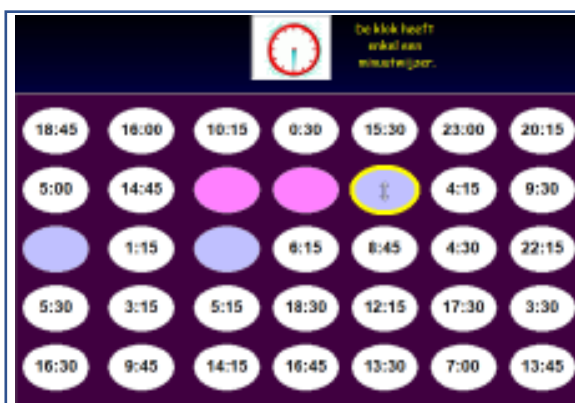 De klok heeft
enkel een
minuutwijzer.
18:45 16:00 10:15 0:30 15:30 23:00 20:15
5:00 14:45 4:15 9:30
1:15 6:15 8:45 4:30 22:15
5:30 3:15 5:15 18:30 12:15 17:30 3:30
16:30 9:45 14:15 16:45 13:30 7:00 13:45